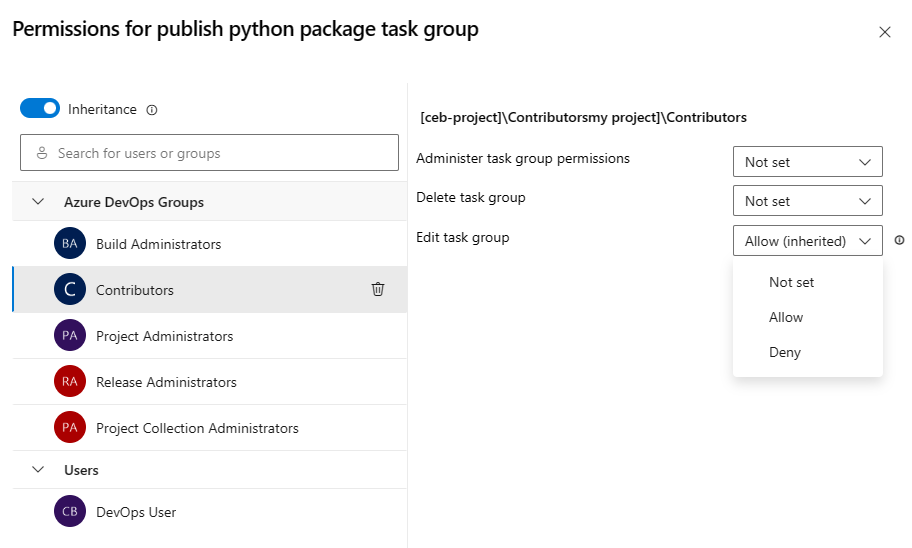 Permissions for publish python package task group
Inheritance
Search for users or groups
Azure DevOps Groups
BA Build Administrators
C Contributors
PA Project Administrators
RA Release Administrators
PA Project Collection Administrators
Users
CB DevOps User
[ceb-project]\Contributorsmy project]\Contributors
Administer task group permissions Not set
Delete task group Not set
Edit task group Allow (inherited)
Not set
Allow
Deny